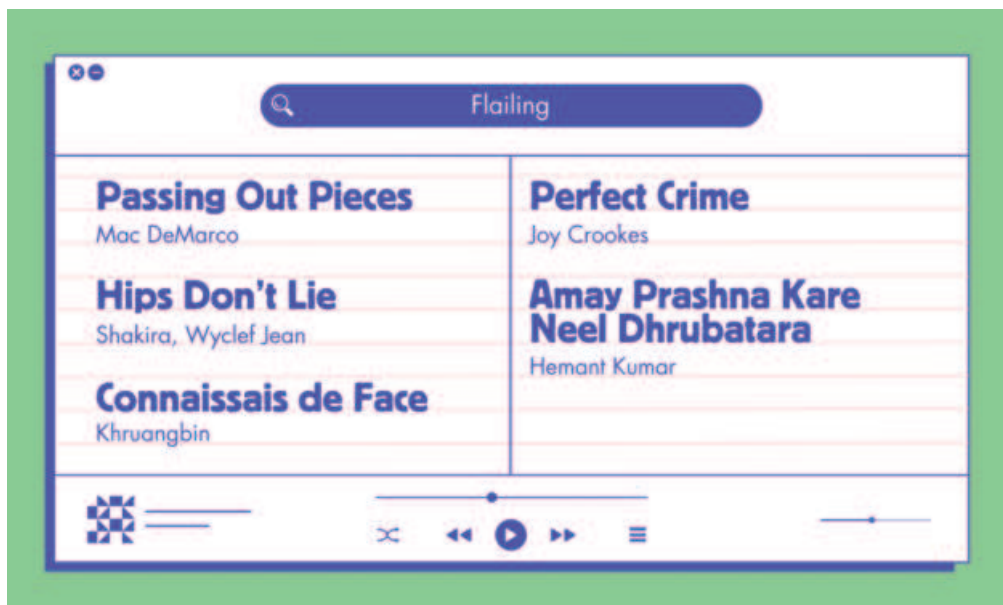 Flailing
Passing Out Pieces
Mac DeMarco
Hips Don't Lie
Shakira, Wyclef Jean
Connaissais de Face
Khruangbin
Perfect Crime
Joy Crookes
Amay Prashna Kare
Neel Dhrubatara
Hemant Kumar